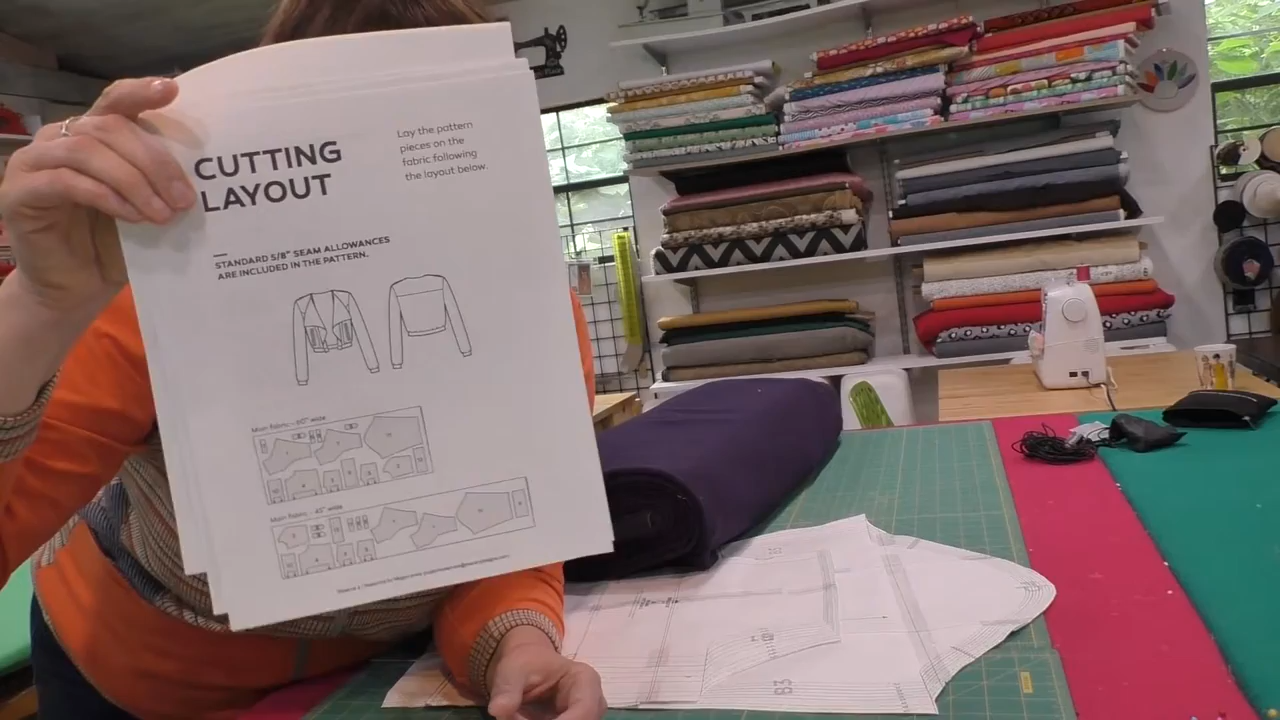 CUTTING
LAYOUT
Lay the pattern
pieces on the
fabric following
the layout below.
STANDARD 5/8" SEAM ALLOWANCES
ARE INCLUDED IN THE PATTERN.
Main fabric - 60" wide
Main fabric - 45" wide
B3